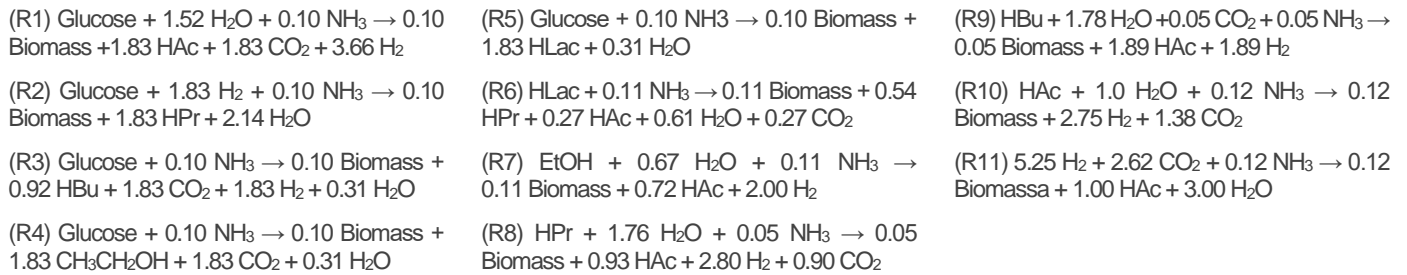 (R1) Glucose + 1.52 H₂O + 0.10 NH₃ → 0.10
Biomass +1.83 HAc + 1.83 CO₂ + 3.66 H₂
(R2) Glucose + 1.83 H₂ + 0.10 NH₃ → 0.10
Biomass + 1.83 HPr + 2.14 H₂O
(R3) Glucose + 0.10 NH₃ → 0.10 Biomass +
0.92 HBu + 1.83 CO₂ + 1.83 H₂ + 0.31 H₂O
(R4) Glucose + 0.10 NH₃ → 0.10 Biomass +
1.83 CH₃CH₂OH + 1.83 CO₂ + 0.31 H₂O
(R5) Glucose + 0.10 NH3 → 0.10 Biomass +
1.83 HLac + 0.31 H₂O
(R6) HLac + 0.11 NH₃ → 0.11 Biomass + 0.54
HPr + 0.27 HAc + 0.61 H₂O + 0.27 CO₂
(R7) EtOH + 0.67 H₂O + 0.11 NH₃ →
0.11 Biomass + 0.72 HAc + 2.00 H₂
(R8) HPr + 1.76 H₂O + 0.05 NH₃ → 0.05
Biomass + 0.93 HAc + 2.80 H₂ + 0.90 CO₂
(R9) HBu + 1.78 H₂O +0.05 CO₂ + 0.05 NH₃ →
0.05 Biomass + 1.89 HAc + 1.89 H₂
(R10) HAc + 1.0 H₂O + 0.12 NH₃ → 0.12
Biomass + 2.75 H₂ + 1.38 CO₂
(R11) 5.25 H₂ + 2.62 CO₂ + 0.12 NH₃ → 0.12
Biomassa + 1.00 HAc + 3.00 H₂O